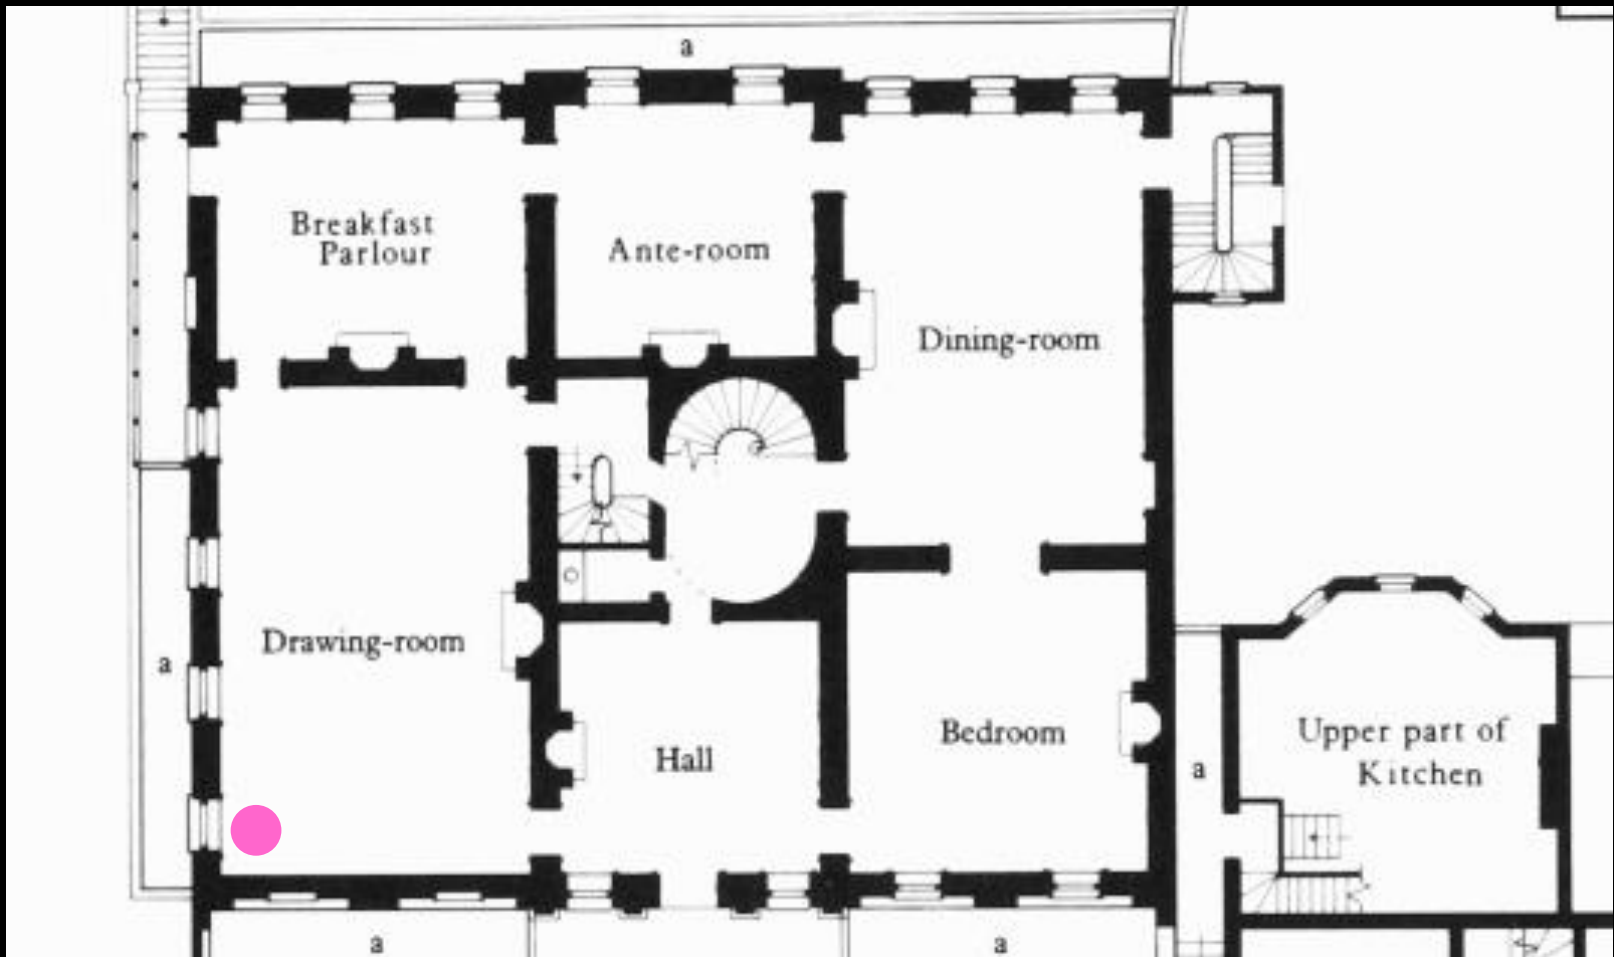 a
Breakfast
Parlour
Ante-room
Dining-room
Drawing-room
a
Hall
Bedroom
a
Upper part of
Kitchen
a
a